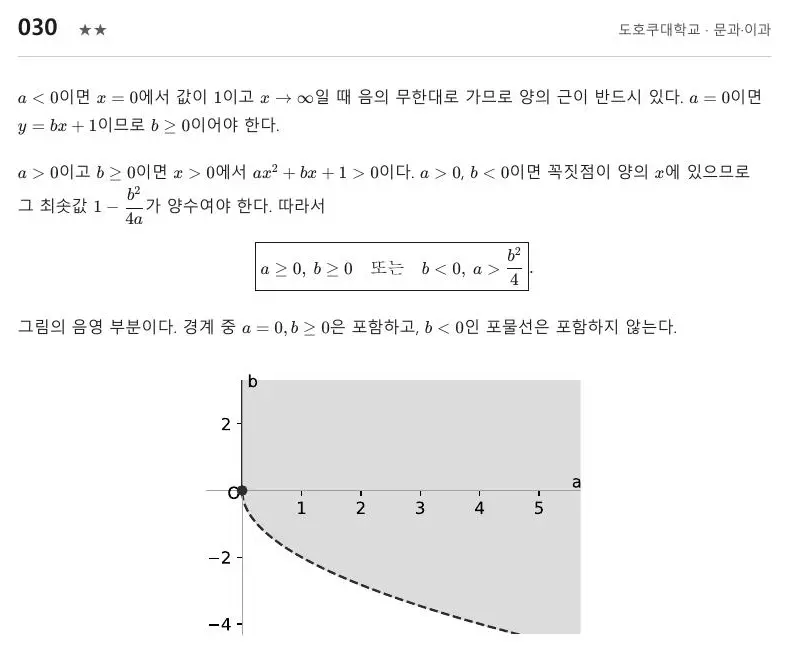 030 ★★ 도호쿠대학교 · 문과·이과
a < 0이면 x = 0에서 값이 1이고 x → ∞일 때 음의 무한대로 가므로 양의 근이 반드시 있다. a = 0이면
y = bx + 1이므로 b ≥ 0이어야 한다.
a > 0이고 b ≥ 0이면 x > 0에서 ax² + bx + 1 > 0이다. a > 0, b < 0이면 꼭짓점이 양의 x에 있으므로
그 최솟값 1 − b²/4a가 양수여야 한다. 따라서
a ≥ 0, b ≥ 0 또는 b < 0, a > b²/4.
그림의 음영 부분이다. 경계 중 a = 0, b ≥ 0은 포함하고, b < 0인 포물선은 포함하지 않는다.
b
2
a
O
1 2 3 4 5
−2
−4